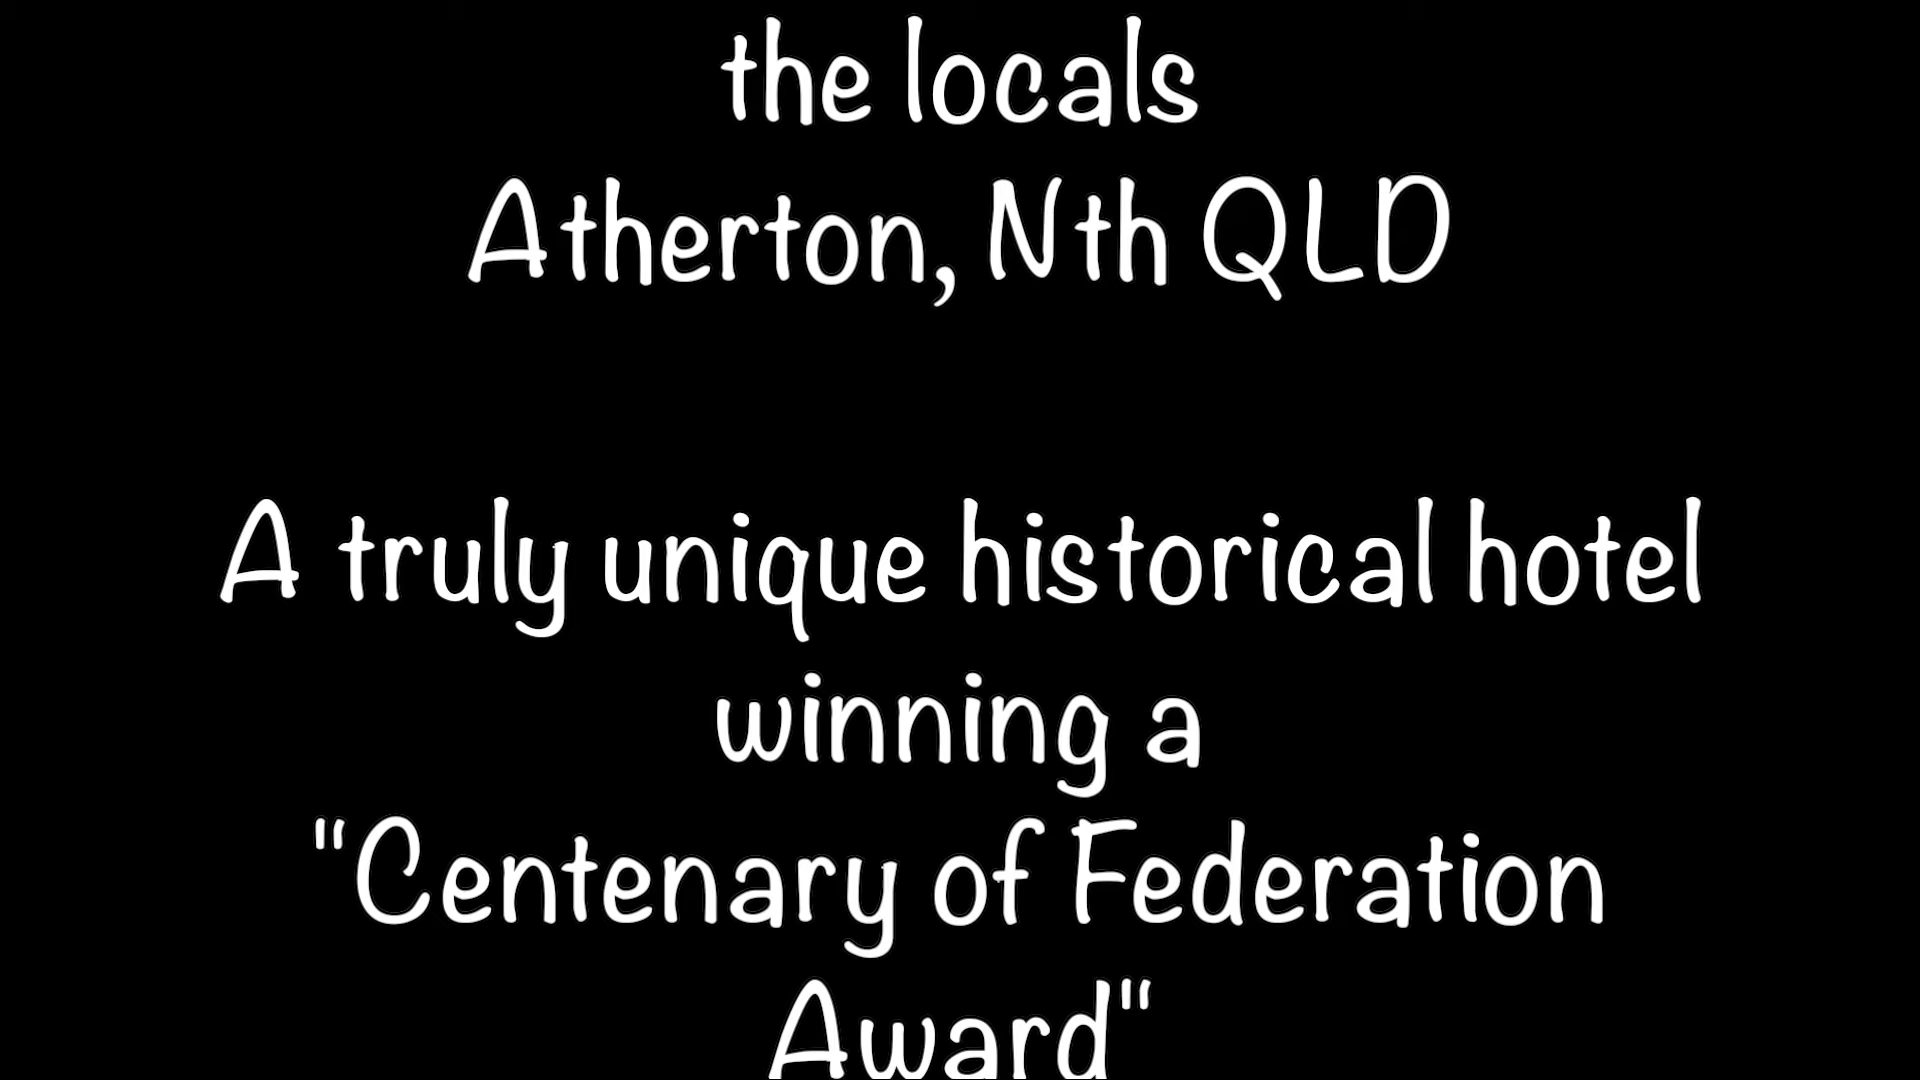 the locals
Atherton, Nth QLD
A truly unique historical hotel
winning a
"Centenary of Federation
Award"